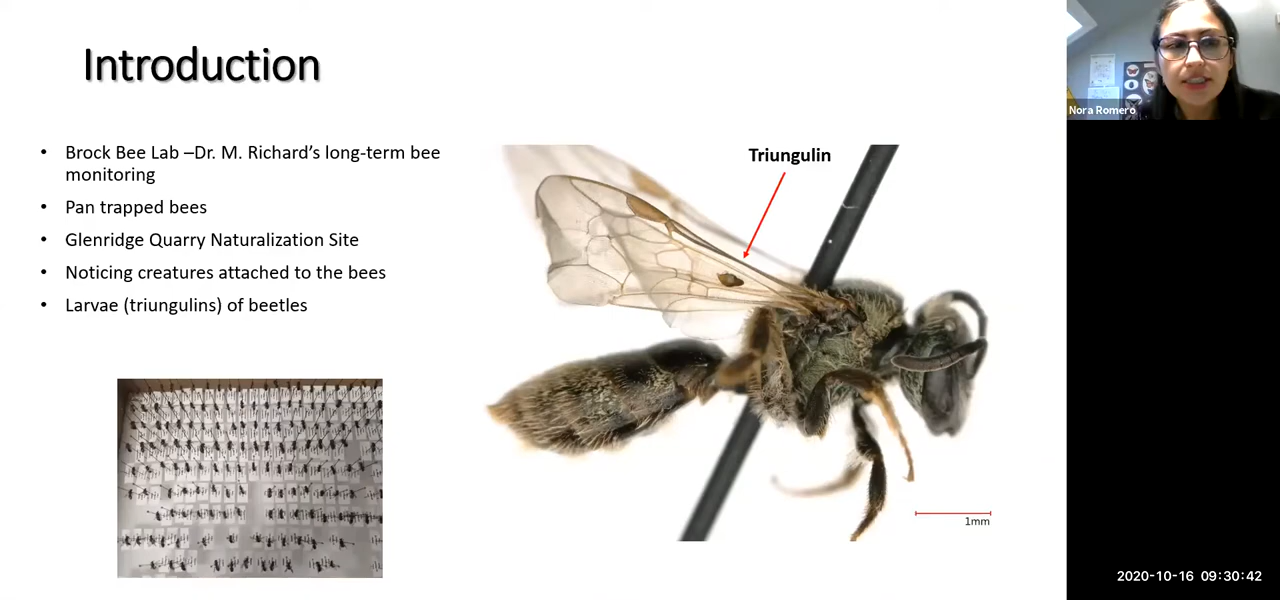 Introduction
• Brock Bee Lab –Dr. M. Richard’s long-term bee
monitoring
• Pan trapped bees
• Glenridge Quarry Naturalization Site
• Noticing creatures attached to the bees
• Larvae (triungulins) of beetles
Triungulin
1mm
Nora Romero
2020-10-16 09:30:42